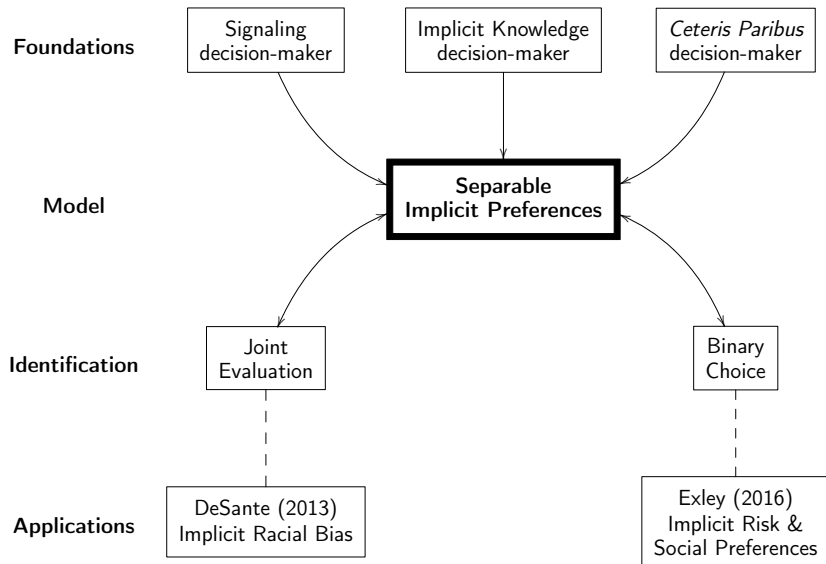 Foundations
Signaling
decision-maker
Implicit Knowledge
decision-maker
Ceteris Paribus
decision-maker
Model
Separable
Implicit Preferences
Identification
Joint
Evaluation
Binary
Choice
Applications
DeSante (2013)
Implicit Racial Bias
Exley (2016)
Implicit Risk &
Social Preferences